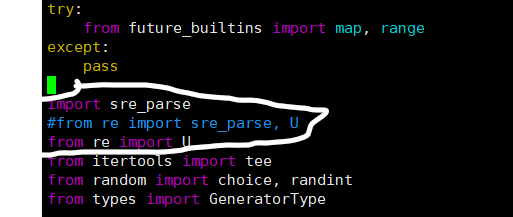 try:
    from future_builtins import map, range
except:
    pass
import sre_parse
#from re import sre_parse, U
from re import U
from itertools import tee
from random import choice, randint
from types import GeneratorType